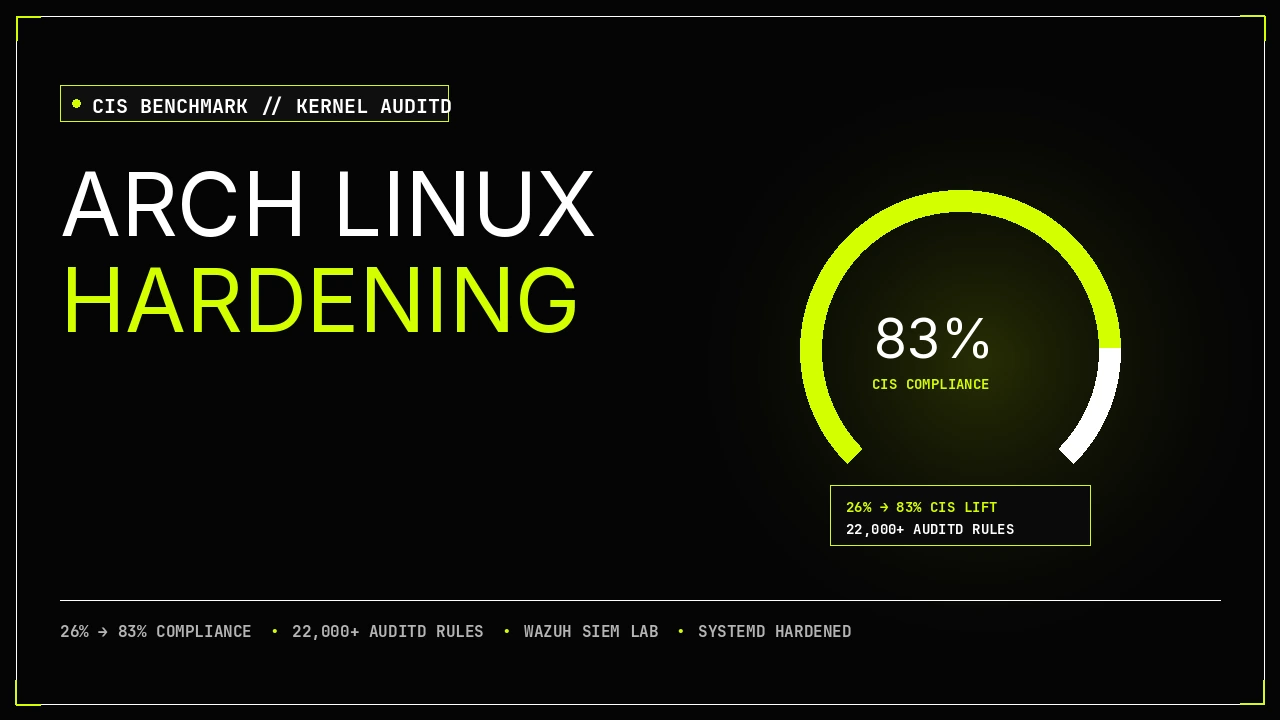 CIS BENCHMARK // KERNEL AUDITD
ARCH LINUX
HARDENING
83%
CIS COMPLIANCE
26% → 83% CIS LIFT
22,000+ AUDITD RULES
26% → 83% COMPLIANCE • 22,000+ AUDITD RULES • WAZUH SIEM LAB • SYSTEMD HARDENED